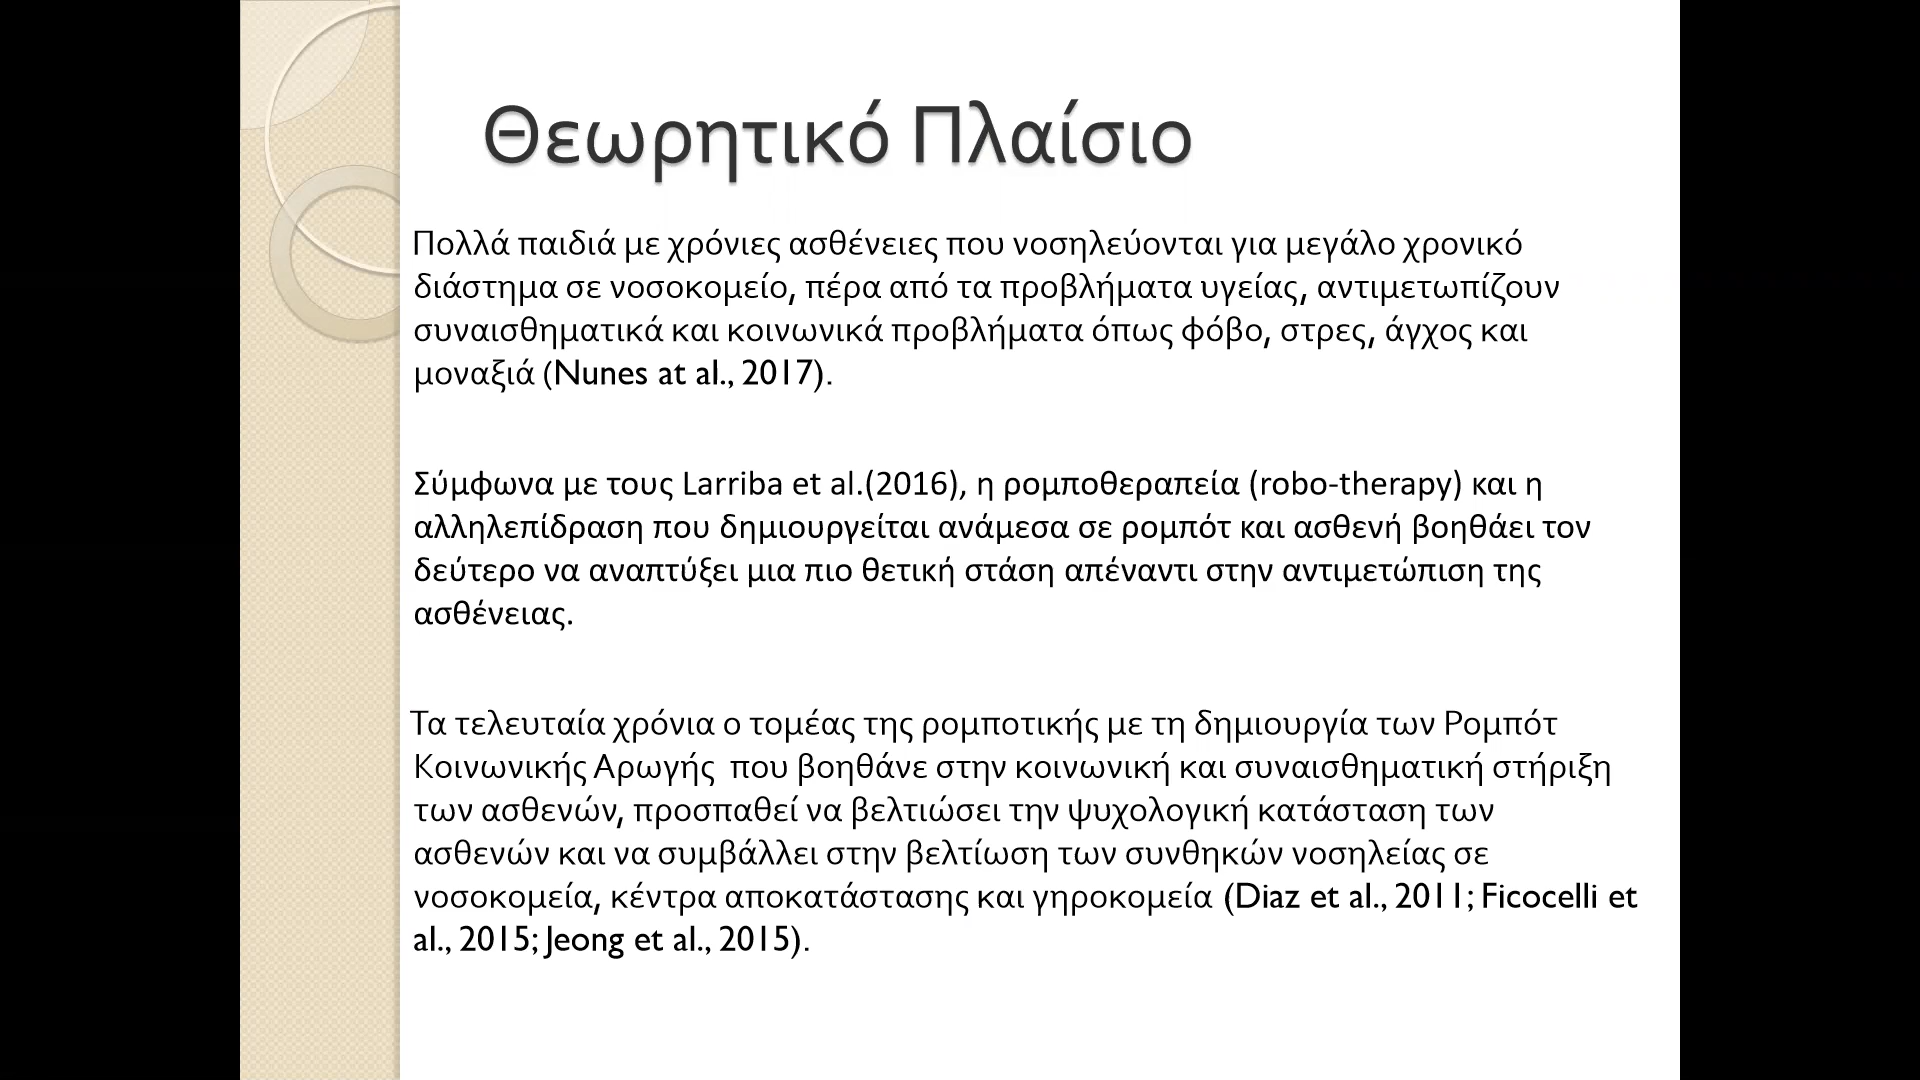 Θεωρητικό Πλαίσιο
Πολλά παιδιά με χρόνιες ασθένειες που νοσηλεύονται για μεγάλο χρονικό
διάστημα σε νοσοκομείο, πέρα από τα προβλήματα υγείας, αντιμετωπίζουν
συναισθηματικά και κοινωνικά προβλήματα όπως φόβο, στρες, άγχος και
μοναξιά (Nunes at al., 2017).
Σύμφωνα με τους Larriba et al.(2016), η ρομποθεραπεία (robo-therapy) και η
αλληλεπίδραση που δημιουργείται ανάμεσα σε ρομπότ και ασθενή βοηθάει τον
δεύτερο να αναπτύξει μια πιο θετική στάση απέναντι στην αντιμετώπιση της
ασθένειας.
Τα τελευταία χρόνια ο τομέας της ρομποτικής με τη δημιουργία των Ρομπότ
Κοινωνικής Αρωγής  που βοηθάνε στην κοινωνική και συναισθηματική στήριξη
των ασθενών, προσπαθεί να βελτιώσει την ψυχολογική κατάσταση των
ασθενών και να συμβάλλει στην βελτίωση των συνθηκών νοσηλείας σε
νοσοκομεία, κέντρα αποκατάστασης και γηροκομεία (Diaz et al., 2011; Ficocelli et
al., 2015; Jeong et al., 2015).